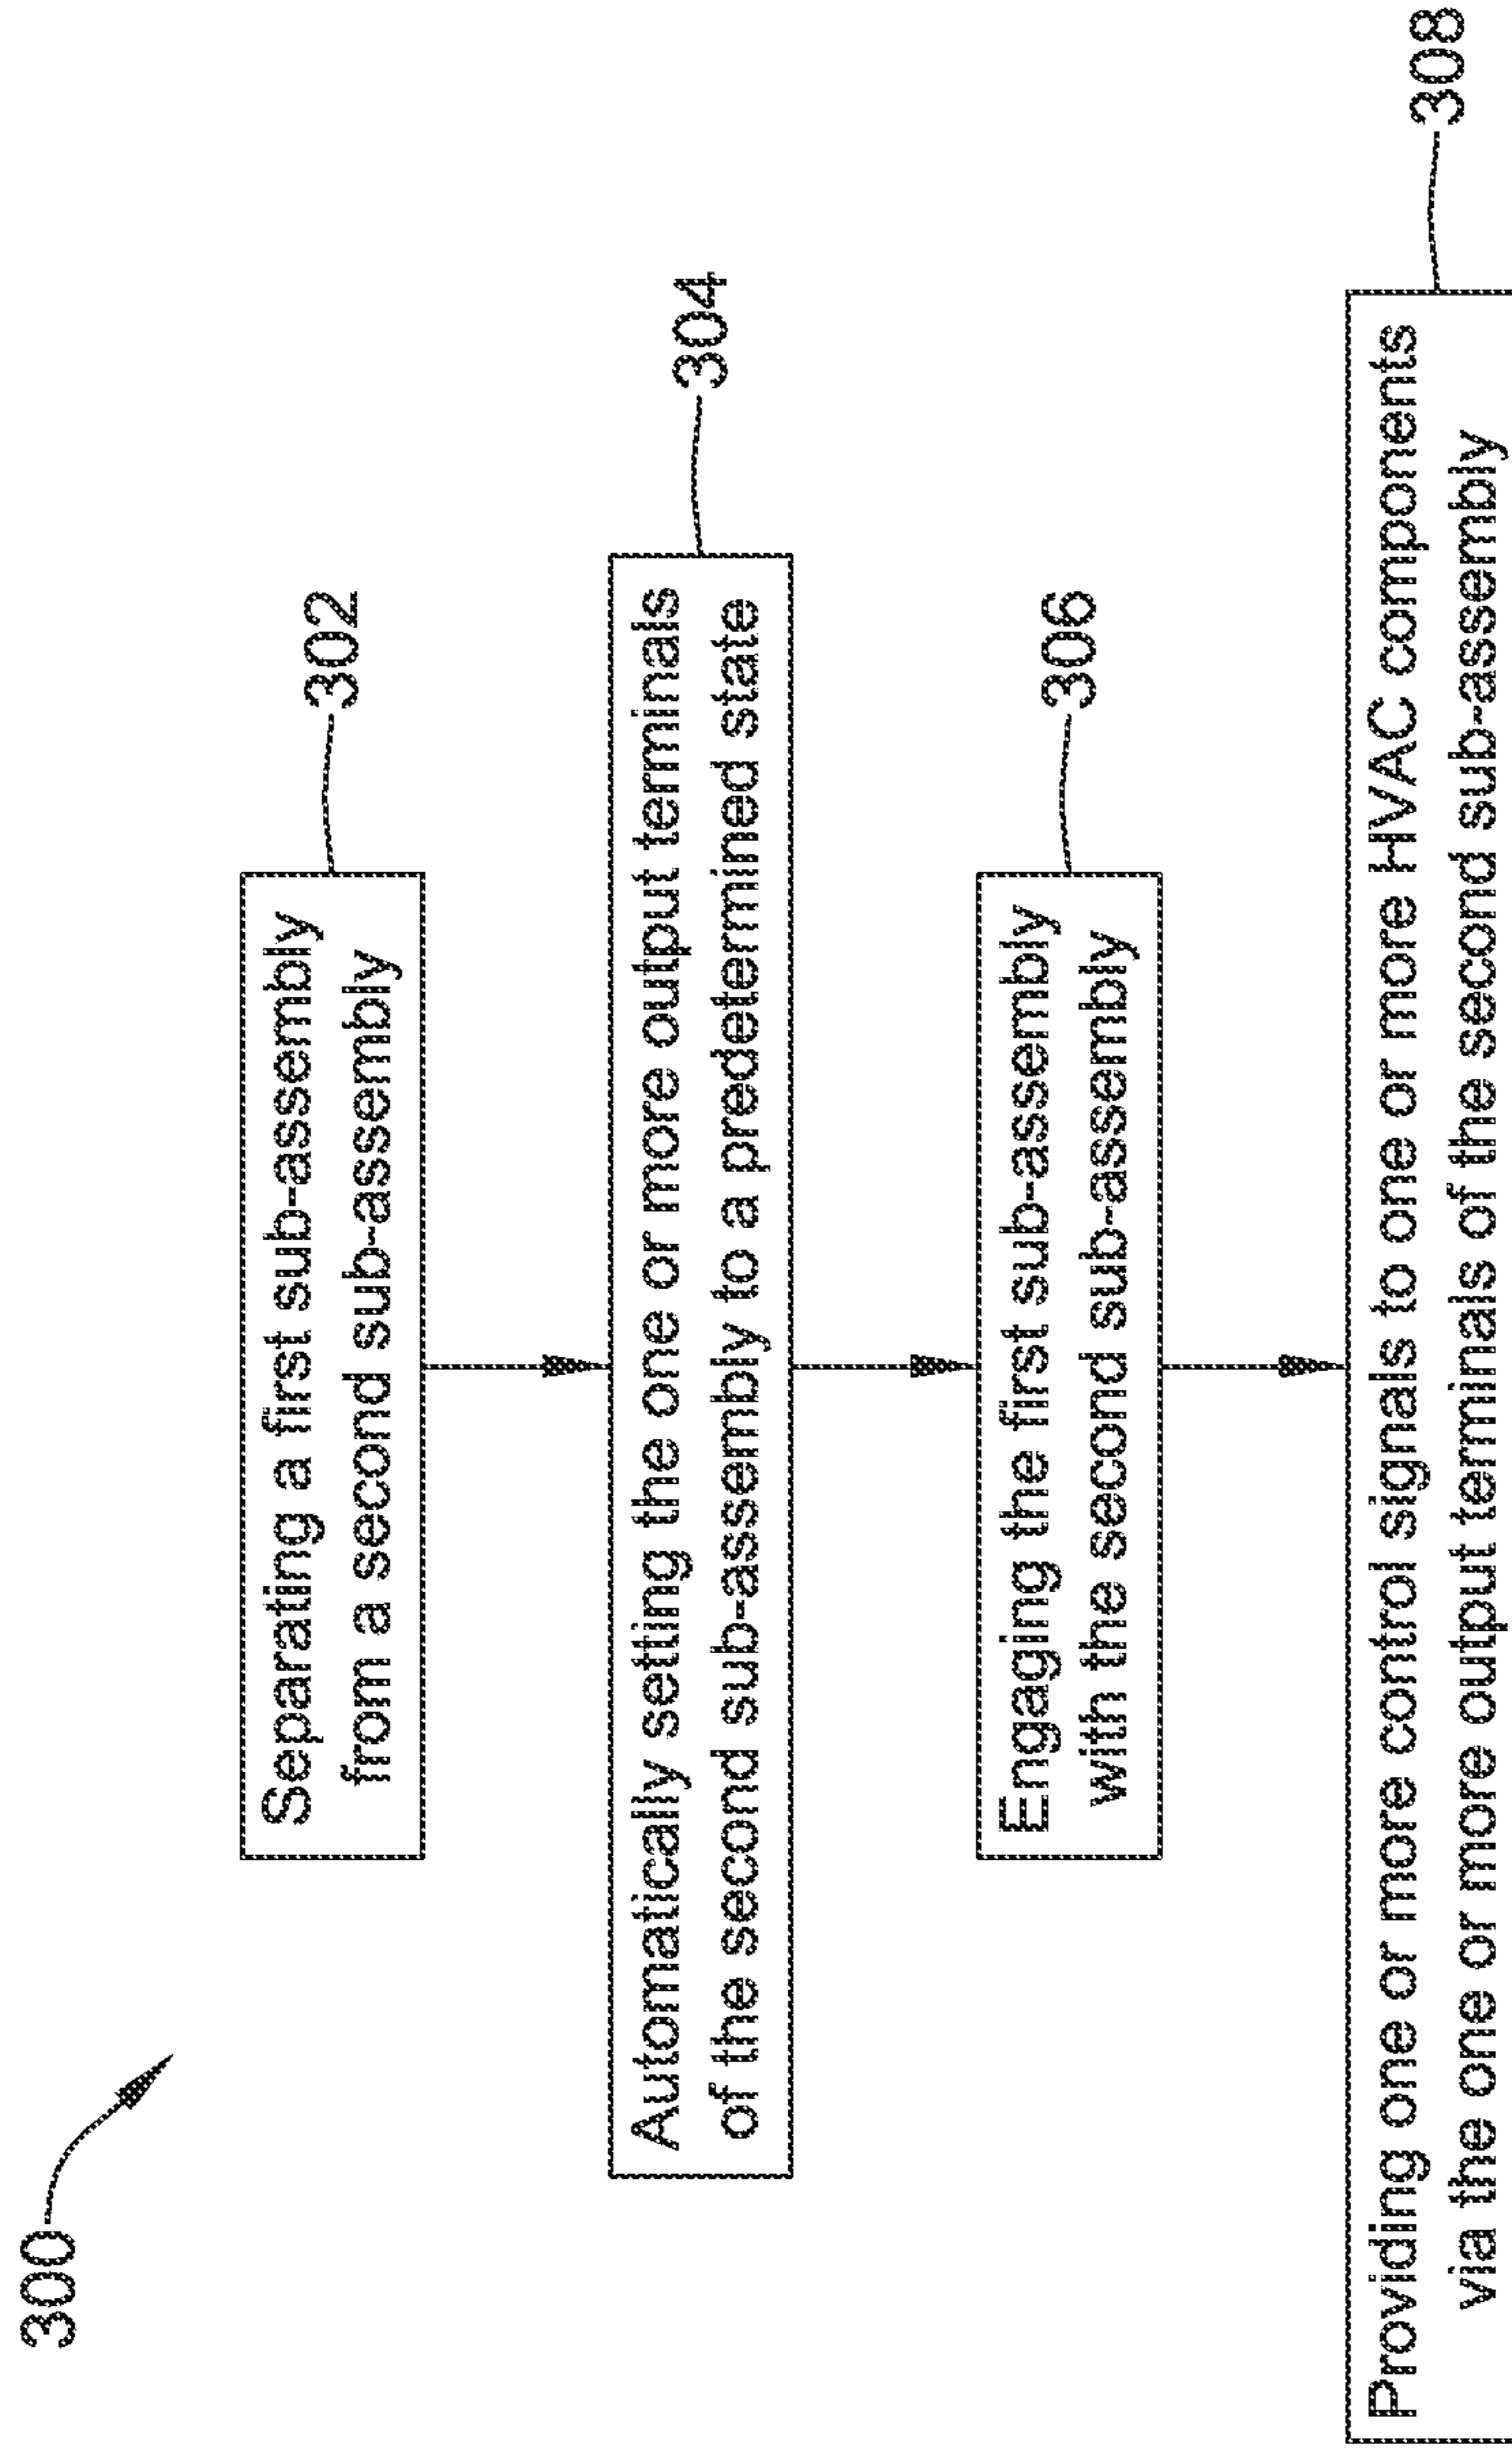 300
Separating a first sub-assembly
from a second sub-assembly
302
Automatically setting the one or more output terminals
of the second sub-assembly to a predetermined state
304
Engaging the first sub-assembly
with the second sub-assembly
306
Providing one or more control signals to one or more HVAC components
via the one or more output terminals of the second sub-assembly
308